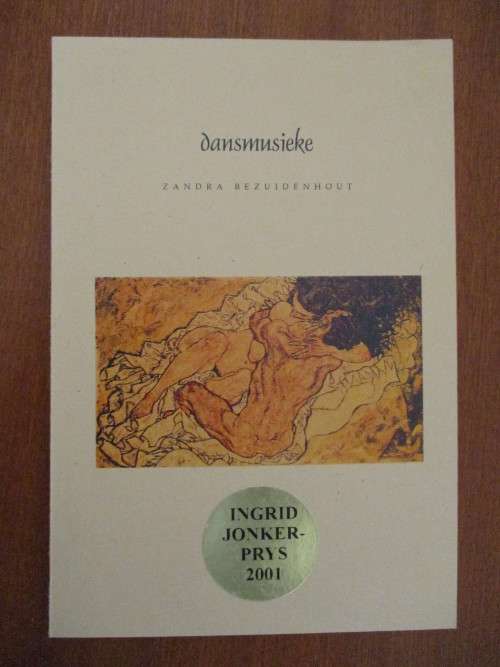 dansmusieke
ZANDRA BEZUIDENHOUT
INGRID
JONKER-
PRYS
2001